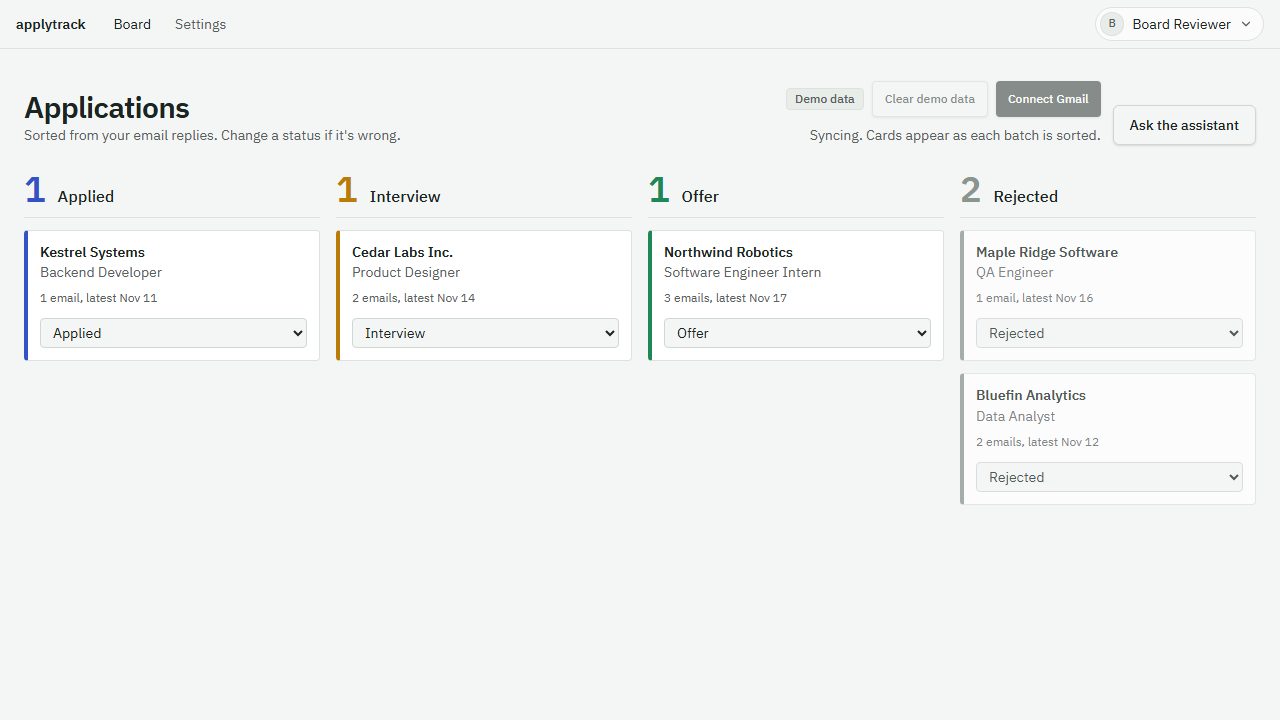 applytrack Board Settings B Board Reviewer
Applications
Sorted from your email replies. Change a status if it's wrong.
Demo data Clear demo data Connect Gmail
Syncing. Cards appear as each batch is sorted.
Ask the assistant
1 Applied
Kestrel Systems
Backend Developer
1 email, latest Nov 11
Applied
1 Interview
Cedar Labs Inc.
Product Designer
2 emails, latest Nov 14
Interview
1 Offer
Northwind Robotics
Software Engineer Intern
3 emails, latest Nov 17
Offer
2 Rejected
Maple Ridge Software
QA Engineer
1 email, latest Nov 16
Rejected
Bluefin Analytics
Data Analyst
2 emails, latest Nov 12
Rejected